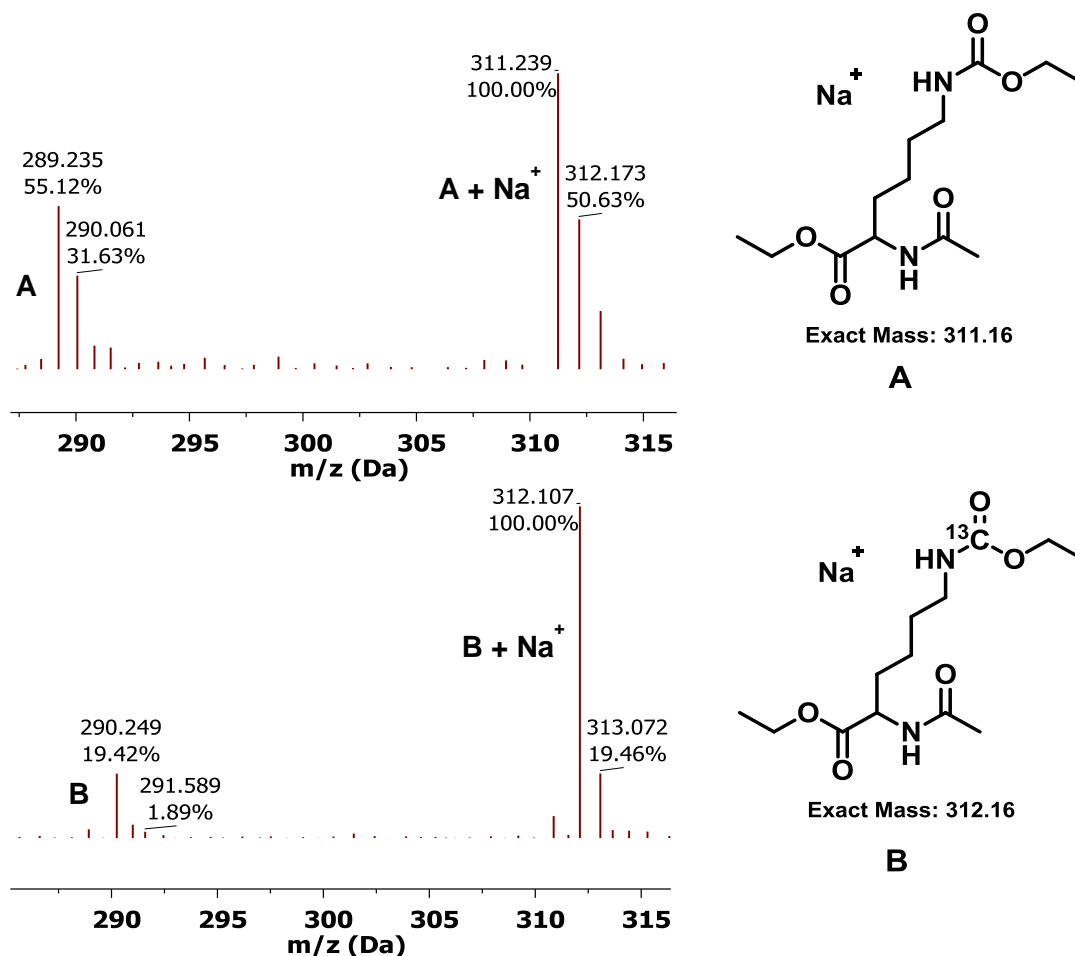 311.239
100.00%
289.235
55.12%
290.061
31.63%
A
A + Na+
312.173
50.63%
290 295 300 305 310 315
m/z (Da)
Na+
O
HN O
O
O
N
H
O
Exact Mass: 311.16
A
312.107
100.00%
B + Na+
290.249
19.42%
B
291.589
1.89%
313.072
19.46%
290 295 300 305 310 315
m/z (Da)
Na+
O
13C
HN O
O
O
N
H
O
Exact Mass: 312.16
B